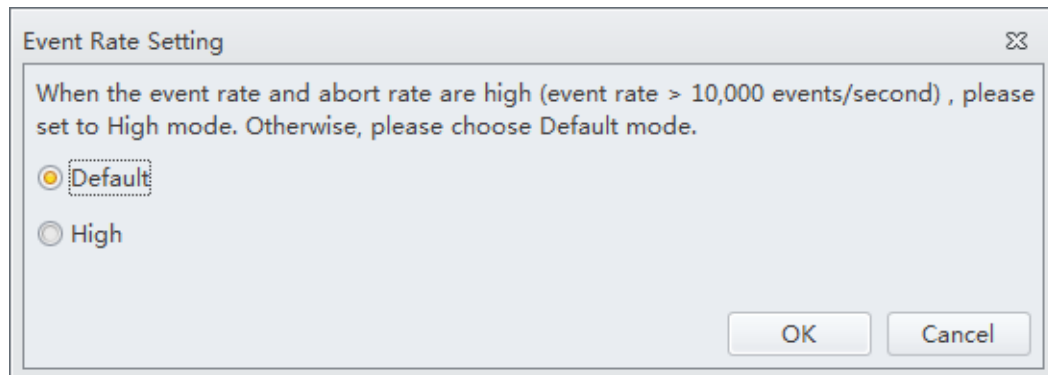 Event Rate Setting
When the event rate and abort rate are high (event rate > 10,000 events/second) , please
set to High mode. Otherwise, please choose Default mode.
Default
High
OK
Cancel